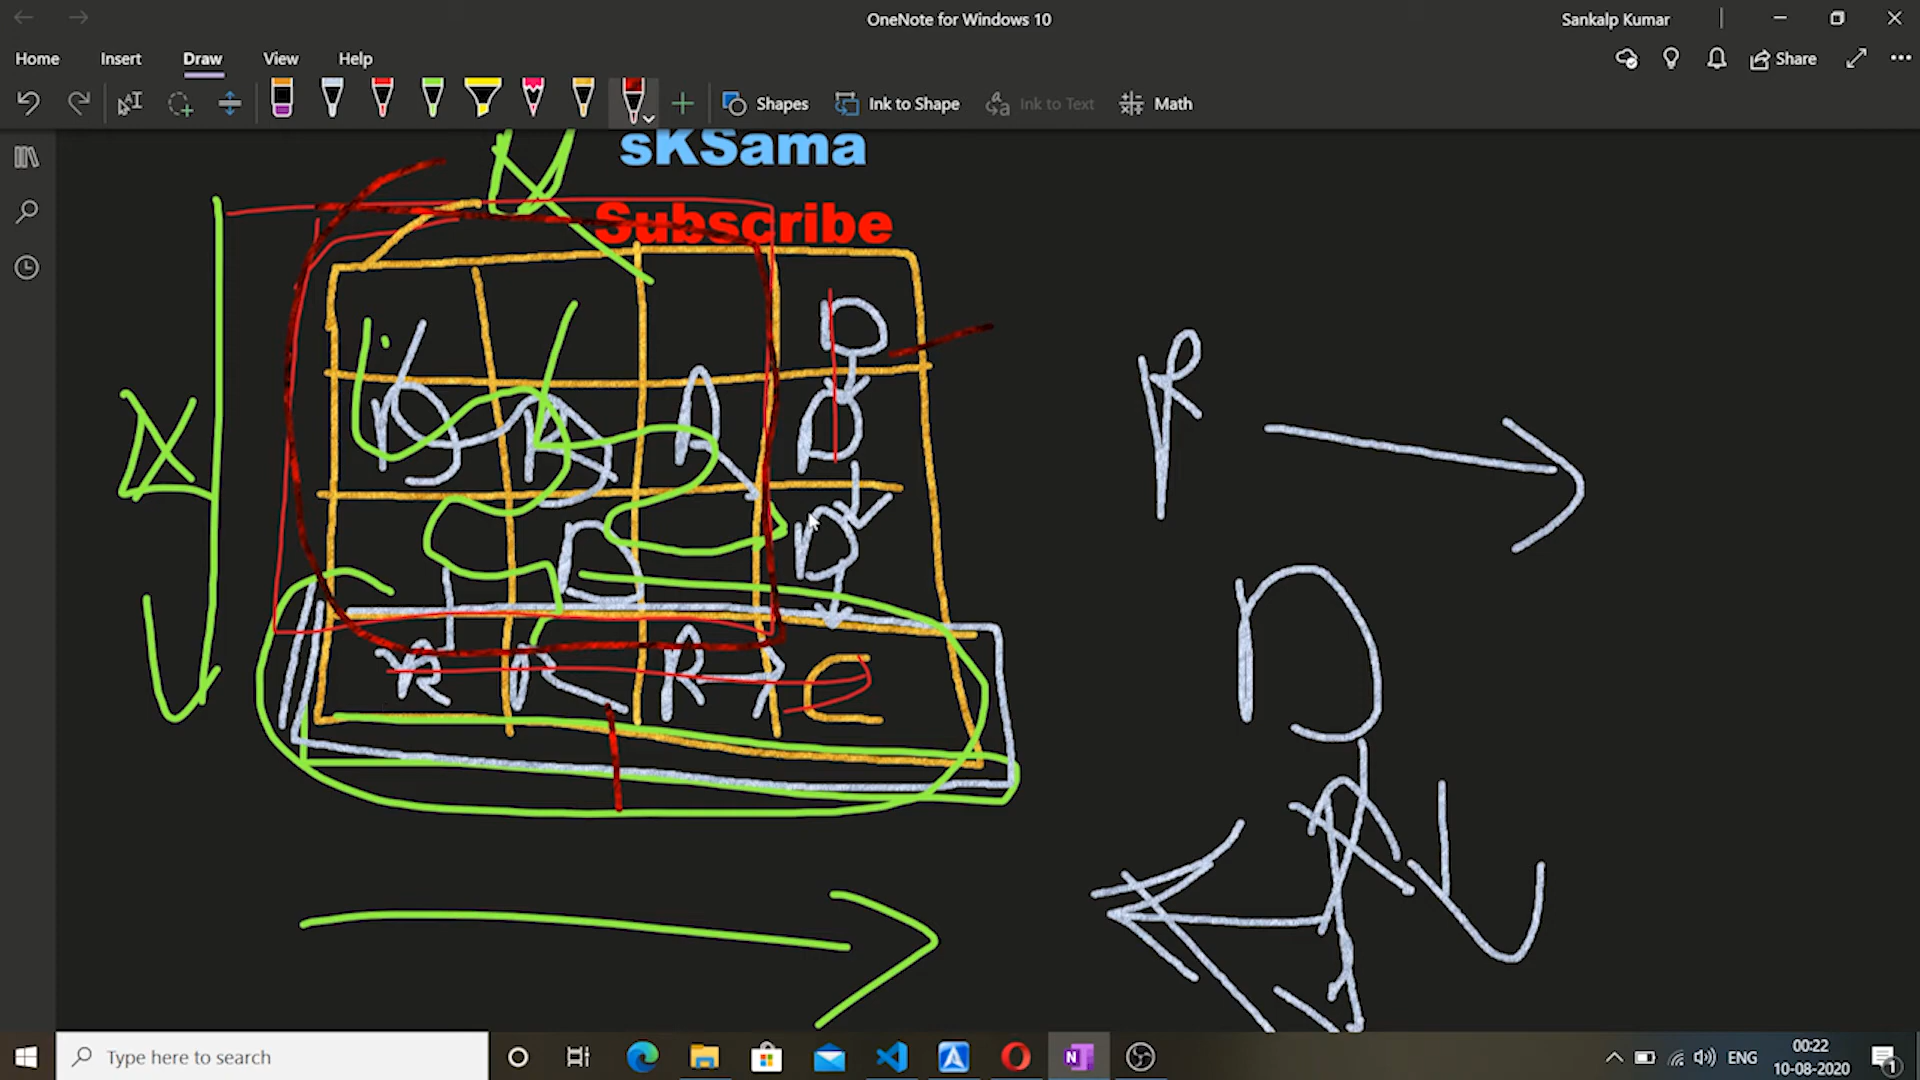 OneNote for Windows 10
Sankalp Kumar
Home Insert Draw View Help
Share
Shapes Ink to Shape Ink to Text Math
sKSama
Subscribe
D
D
D
D
R R R C
R
D
Type here to search
ENG
00:22
10-08-2020
1